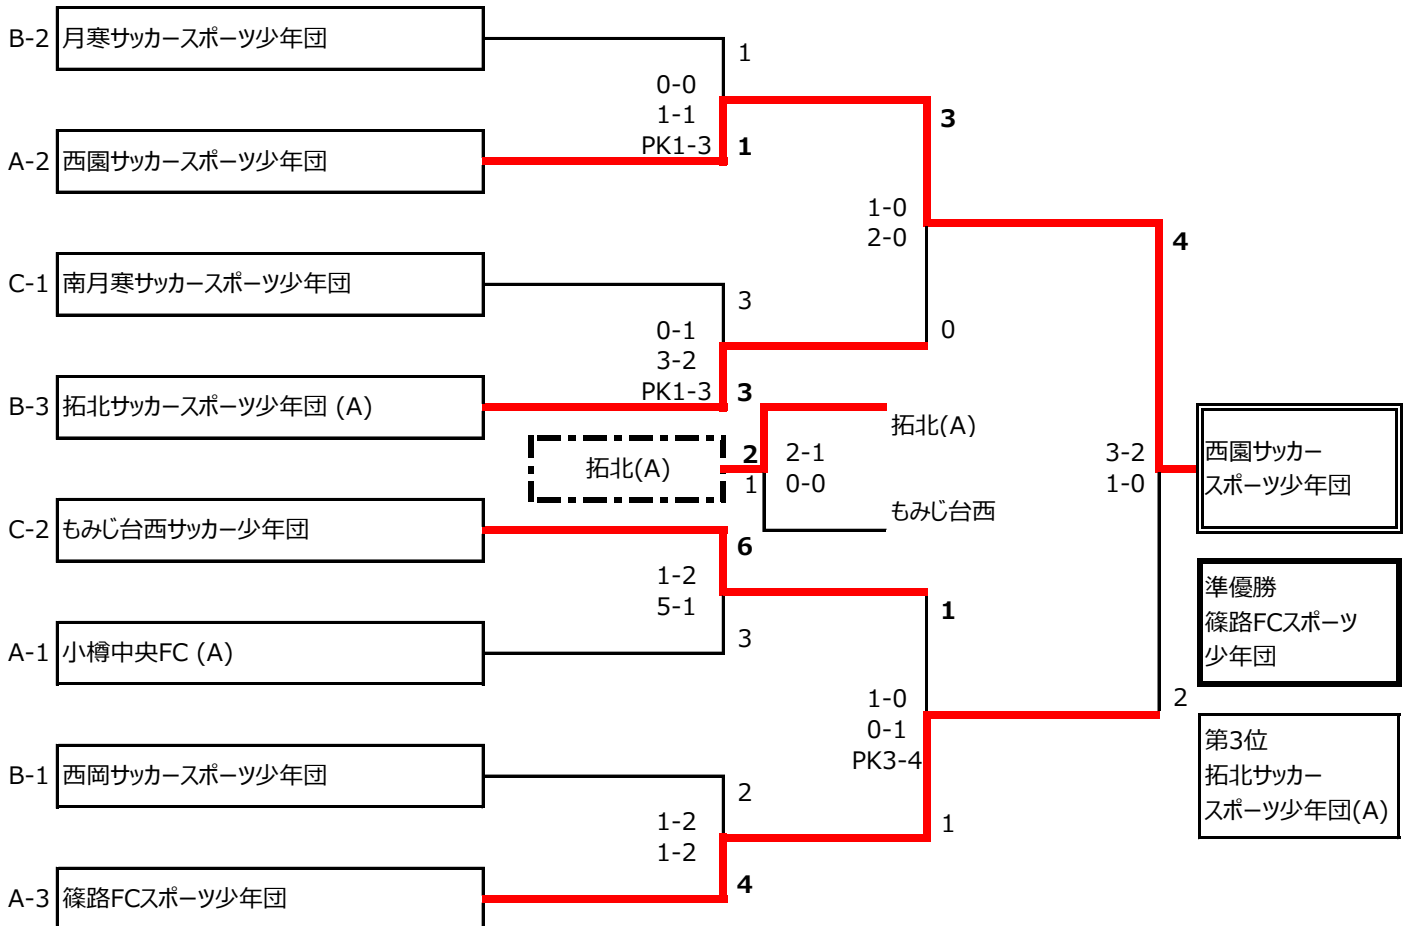 B-2 月寒サッカースポーツ少年団
1
0-0
1-1
PK1-3
1
3
A-2 西園サッカースポーツ少年団
1-0
2-0
4
C-1 南月寒サッカースポーツ少年団
3
0-1
3-2
PK1-3
3
0
B-3 拓北サッカースポーツ少年団 (A)
拓北(A)
拓北(A)
2
1
2-1
0-0
もみじ台西
3-2
1-0
西園サッカー
スポーツ少年団
C-2 もみじ台西サッカー少年団
6
1-2
5-1
3
1
準優勝
篠路FCスポーツ
少年団
A-1 小樽中央FC (A)
1-0
0-1
PK3-4
2
第3位
拓北サッカー
スポーツ少年団(A)
B-1 西岡サッカースポーツ少年団
2
1-2
1-2
4
1
A-3 篠路FCスポーツ少年団